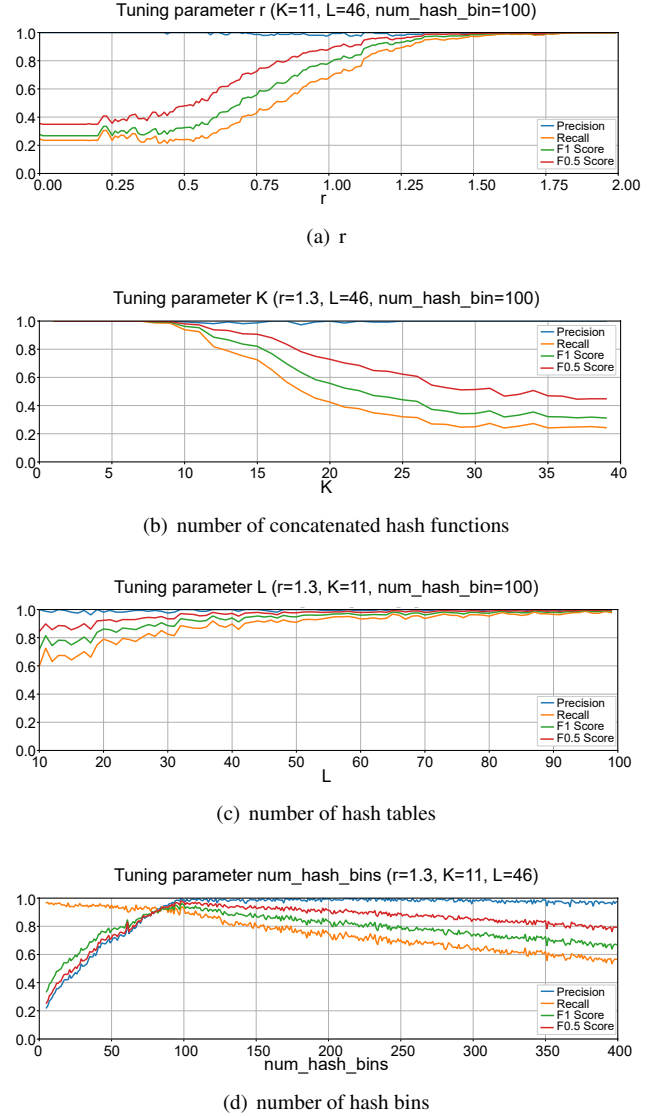 Tuning parameter r (K=11, L=46, num_hash_bin=100)
1.0
0.8
0.6
0.4
0.2
0.0
Precision
Recall
F1 Score
F0.5 Score
0.00 0.25 0.5 0.75 1.00 1.25 1.50 1.75 2.00
r
(a) r
Tuning parameter K (r=1.3, L=46, num_hash_bin=100)
1.0
0.8
0.6
0.4
0.2
0.0
Precision
Recall
F1 Score
F0.5 Score
0 5 10 15 20 25 30 35 40
K
(b) number of concatenated hash functions
Tuning parameter L (r=1.3, K=11, num_hash_bin=100)
1.0
0.8
0.6
0.4
0.2
0.0
Precision
Recall
F1 Score
F0.5 Score
10 20 30 40 50 60 70 80 90 100
L
(c) number of hash tables
Tuning parameter num_hash_bins (r=1.3, K=11, L=46)
1.0
0.8
0.6
0.4
0.2
0.0
Precision
Recall
F1 Score
F0.5 Score
0 50 100 150 200 250 300 350 400
num_hash_bins
(d) number of hash bins